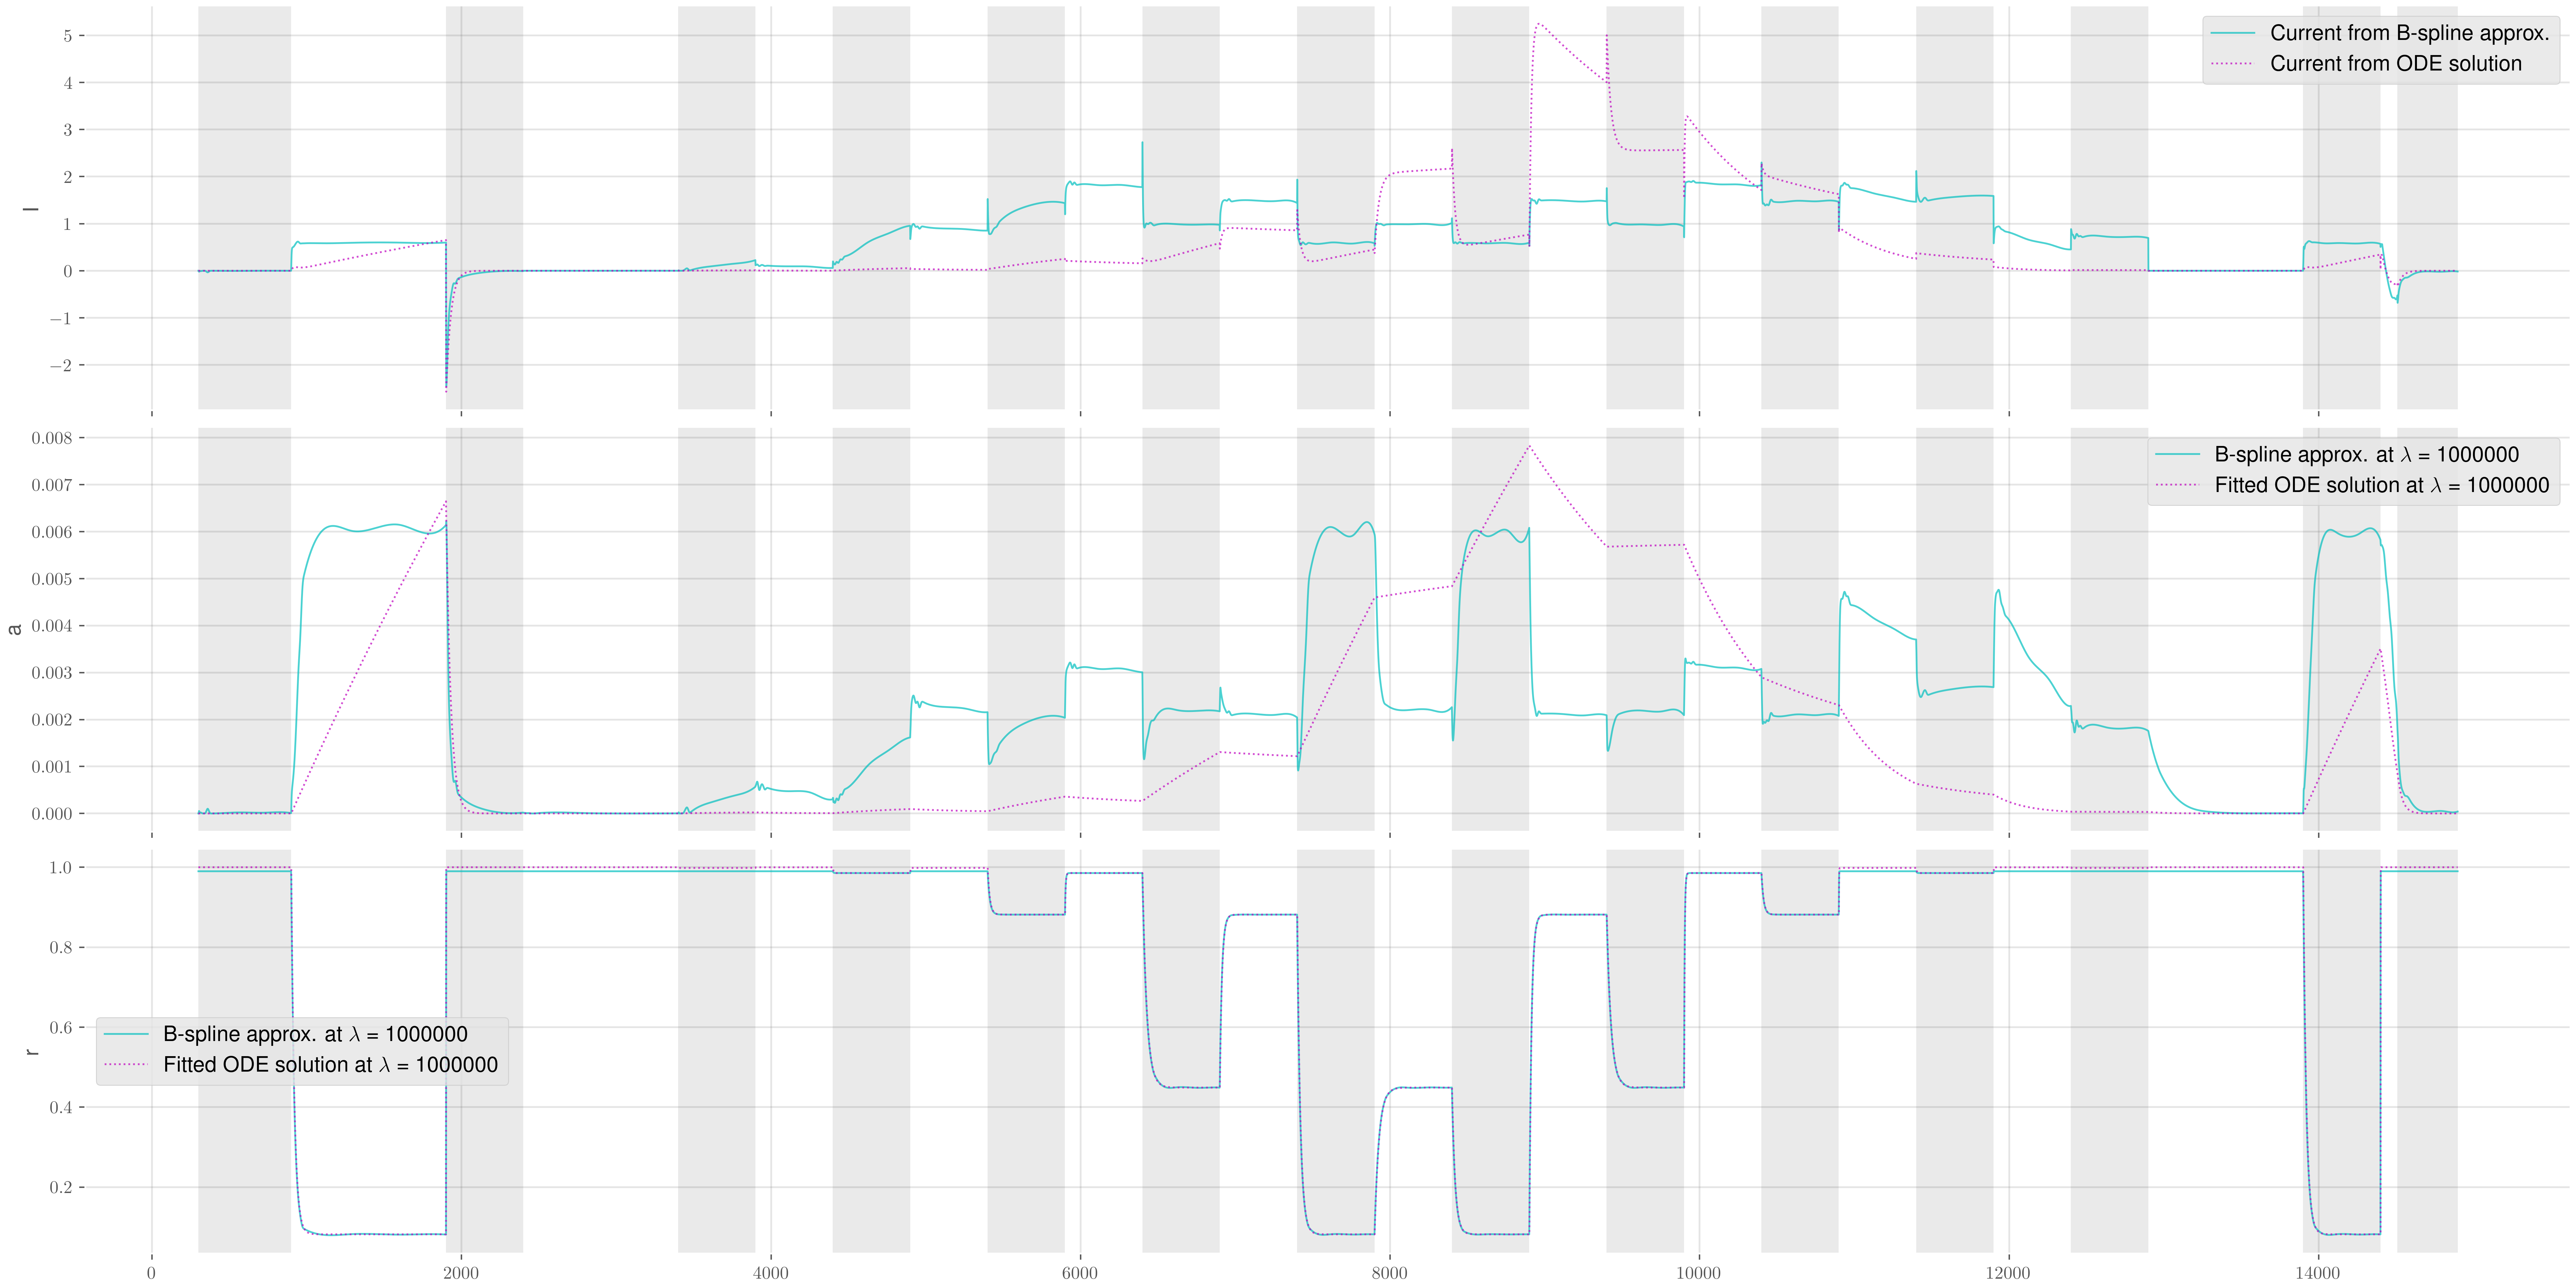 Current from B-spline approx.
Current from ODE solution
I
5
4
3
2
1
0
−1
−2
B-spline approx. at λ = 1000000
Fitted ODE solution at λ = 1000000
a
0.008
0.007
0.006
0.005
0.004
0.003
0.002
0.001
0.000
B-spline approx. at λ = 1000000
Fitted ODE solution at λ = 1000000
r
1.0
0.8
0.6
0.4
0.2
0 2000 4000 6000 8000 10000 12000 14000